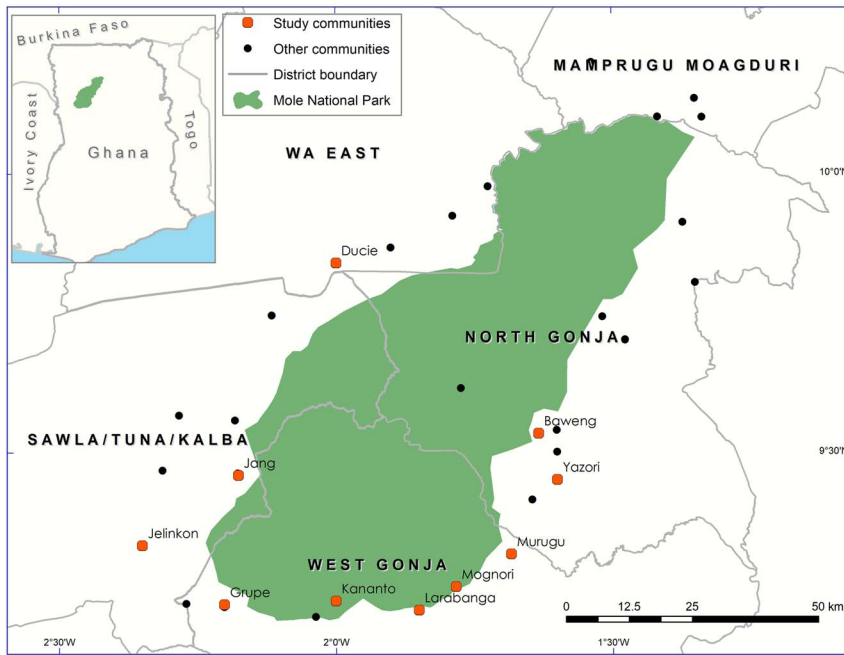 Burkina Faso
Ivory Coast
Ghana
Togo
Study communities
Other communities
District boundary
Mole National Park
MAMPRUGU MOAGDURI
WA EAST
10°0'N
Ducie
NORTH GONJA
Baweng
SAWLA/TUNA/KALBA
9°30'N
Jang
Yazori
Jelinkon
Murugu
WEST GONJA
Mognori
Grupe
Kananto
Larabanga
0 12.5 25 50 km
2°30'W
2°0'W
1°30'W